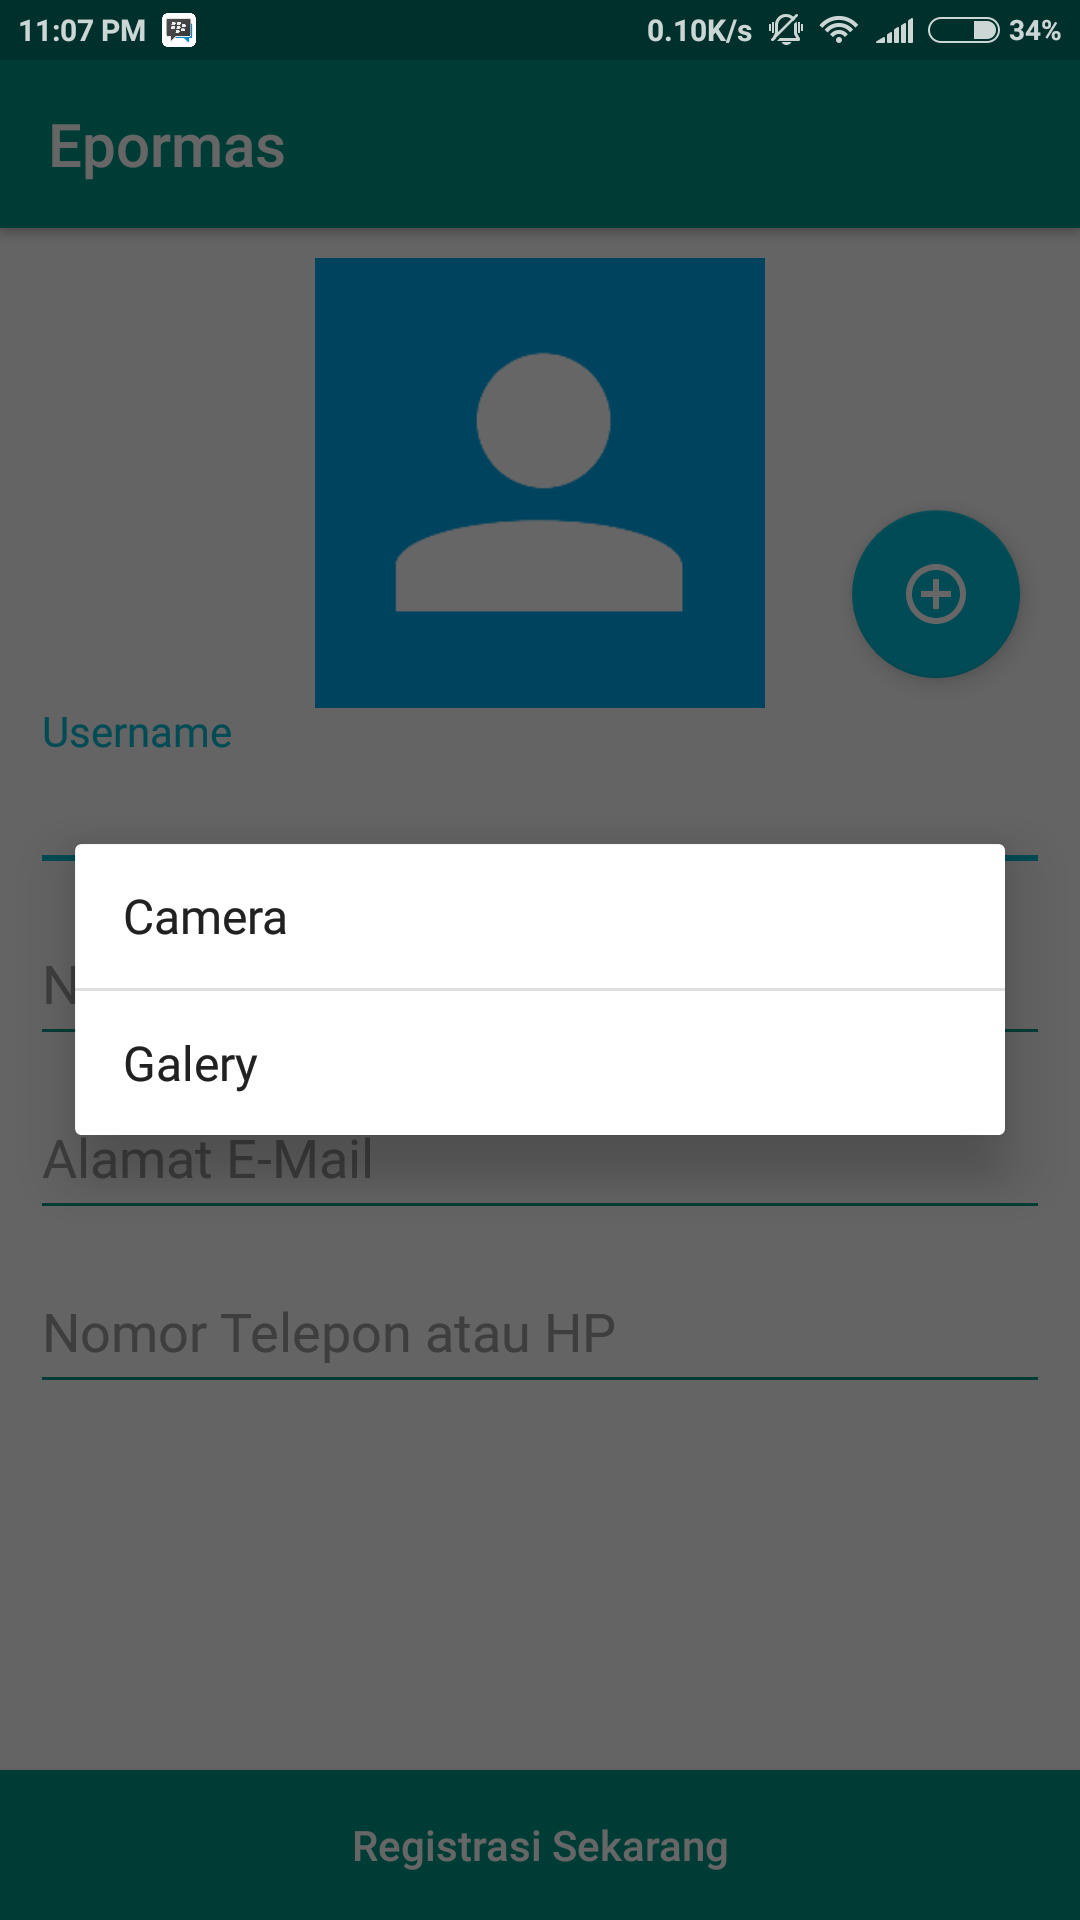 11:07 PM 0.10K/s 34%
Epormas
Username
Camera
Galery
Alamat E-Mail
Nomor Telepon atau HP
Registrasi Sekarang